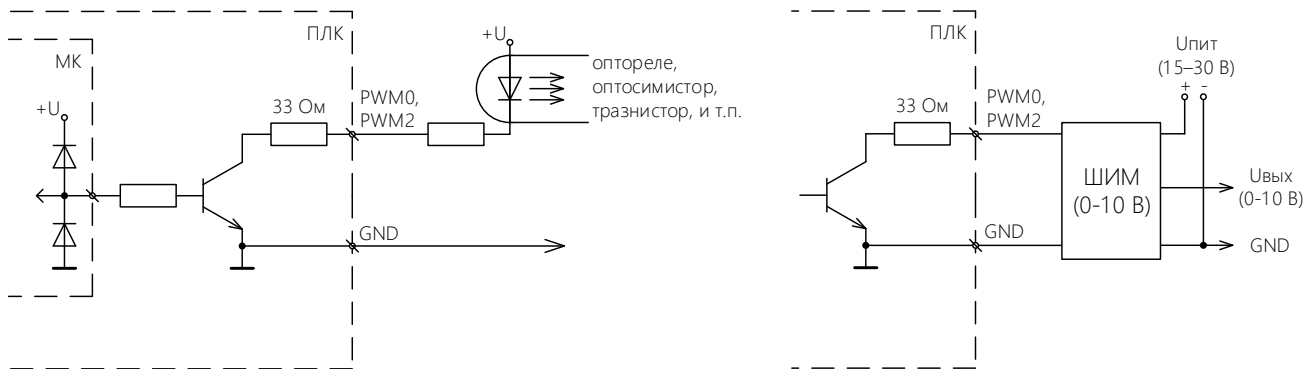 ПЛК
МК
+U
33 Ом
PWM0,
PWM2
+U
оптореле,
оптосимистор,
тразнистор, и т.п.
GND
ПЛК
33 Ом
PWM0,
PWM2
Uпит
(15–30 В)
+ -
ШИМ
(0-10 В)
Uвых
(0-10 В)
GND
GND